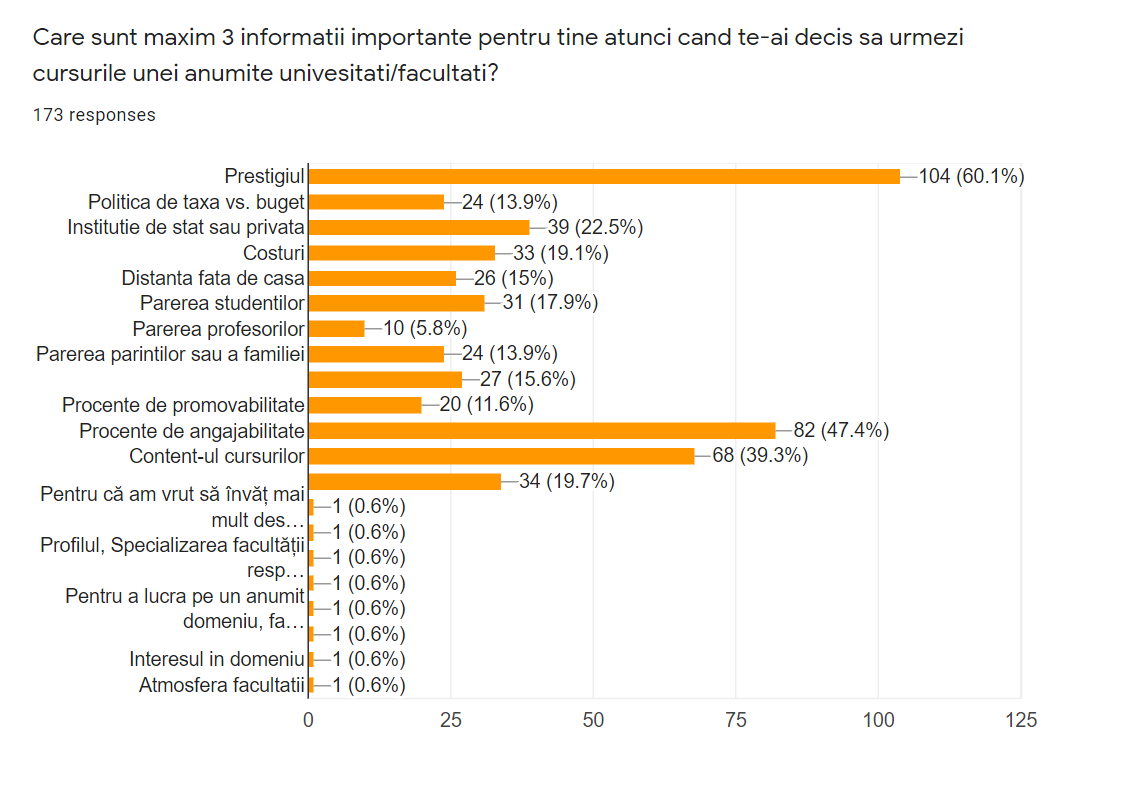 Care sunt maxim 3 informatii importante pentru tine atunci cand te-ai decis sa urmezi
cursurile unei anumite univesitati/facultati?
173 responses
Prestigiul 104 (60.1%)
Politica de taxa vs. buget 24 (13.9%)
Institutie de stat sau privata 39 (22.5%)
Costuri 33 (19.1%)
Distanta fata de casa 26 (15%)
Parerea studentilor 31 (17.9%)
Parerea profesorilor 10 (5.8%)
Parerea parintilor sau a familiei 24 (13.9%)
27 (15.6%)
Procente de promovabilitate 20 (11.6%)
Procente de angajabilitate 82 (47.4%)
Content-ul cursurilor 68 (39.3%)
34 (19.7%)
Pentru că am vrut să învăț mai
1 (0.6%)
mult des…
1 (0.6%)
Profilul, Specializarea facultății
1 (0.6%)
resp…
1 (0.6%)
Pentru a lucra pe un anumit
1 (0.6%)
domeniu, fa…
1 (0.6%)
Interesul in domeniu 1 (0.6%)
Atmosfera facultatii 1 (0.6%)
0 25 50 75 100 125